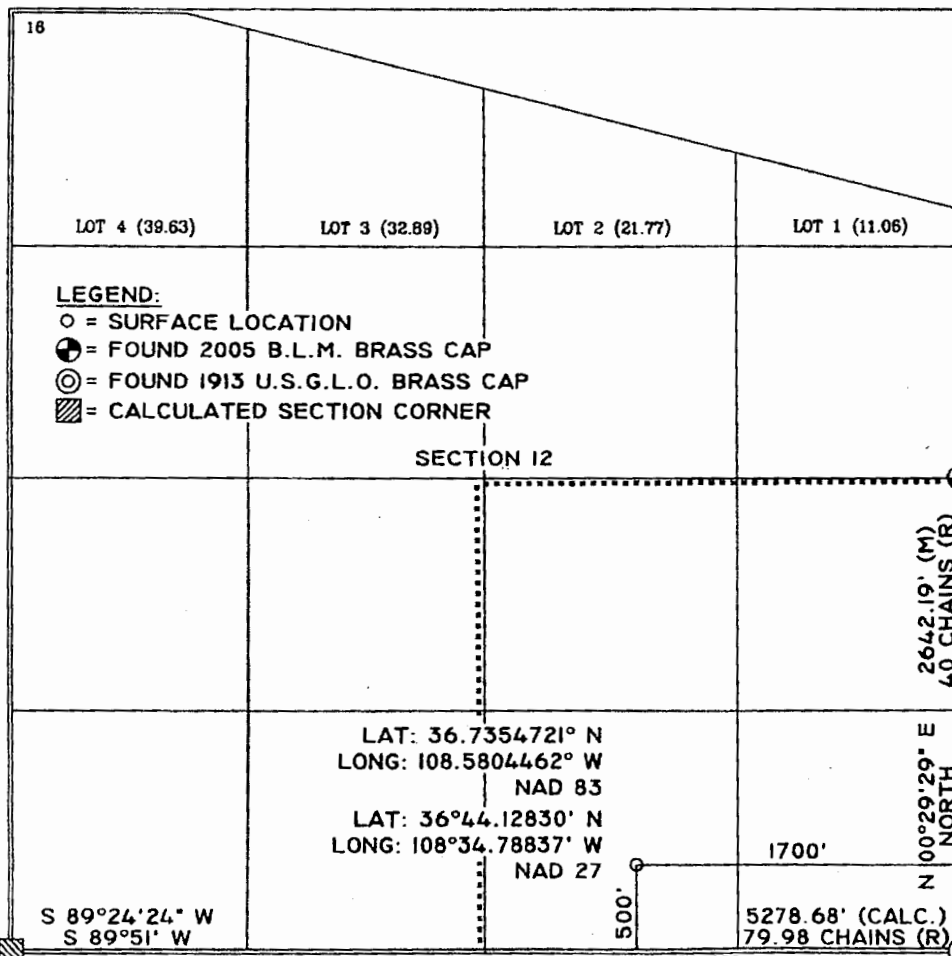 16
LOT 4 (39.63)
LOT 3 (32.89)
LOT 2 (21.77)
LOT 1 (11.06)
LEGEND:
= SURFACE LOCATION
= FOUND 2005 B.L.M. BRASS CAP
= FOUND 1913 U.S.G.L.O. BRASS CAP
= CALCULATED SECTION CORNER
SECTION 12
2642.19' (M)
40 CHAINS (R)
LAT: 36.7354721° N
LONG: 108.5804462° W
NAD 83
LAT: 36°44.12830' N
LONG: 108°34.78837' W
NAD 27
N 00°29'29" E
NORTH
1700'
500'
S 89°24'24" W
S 89°51' W
5278.68' (CALC.)
79.98 CHAINS (R)